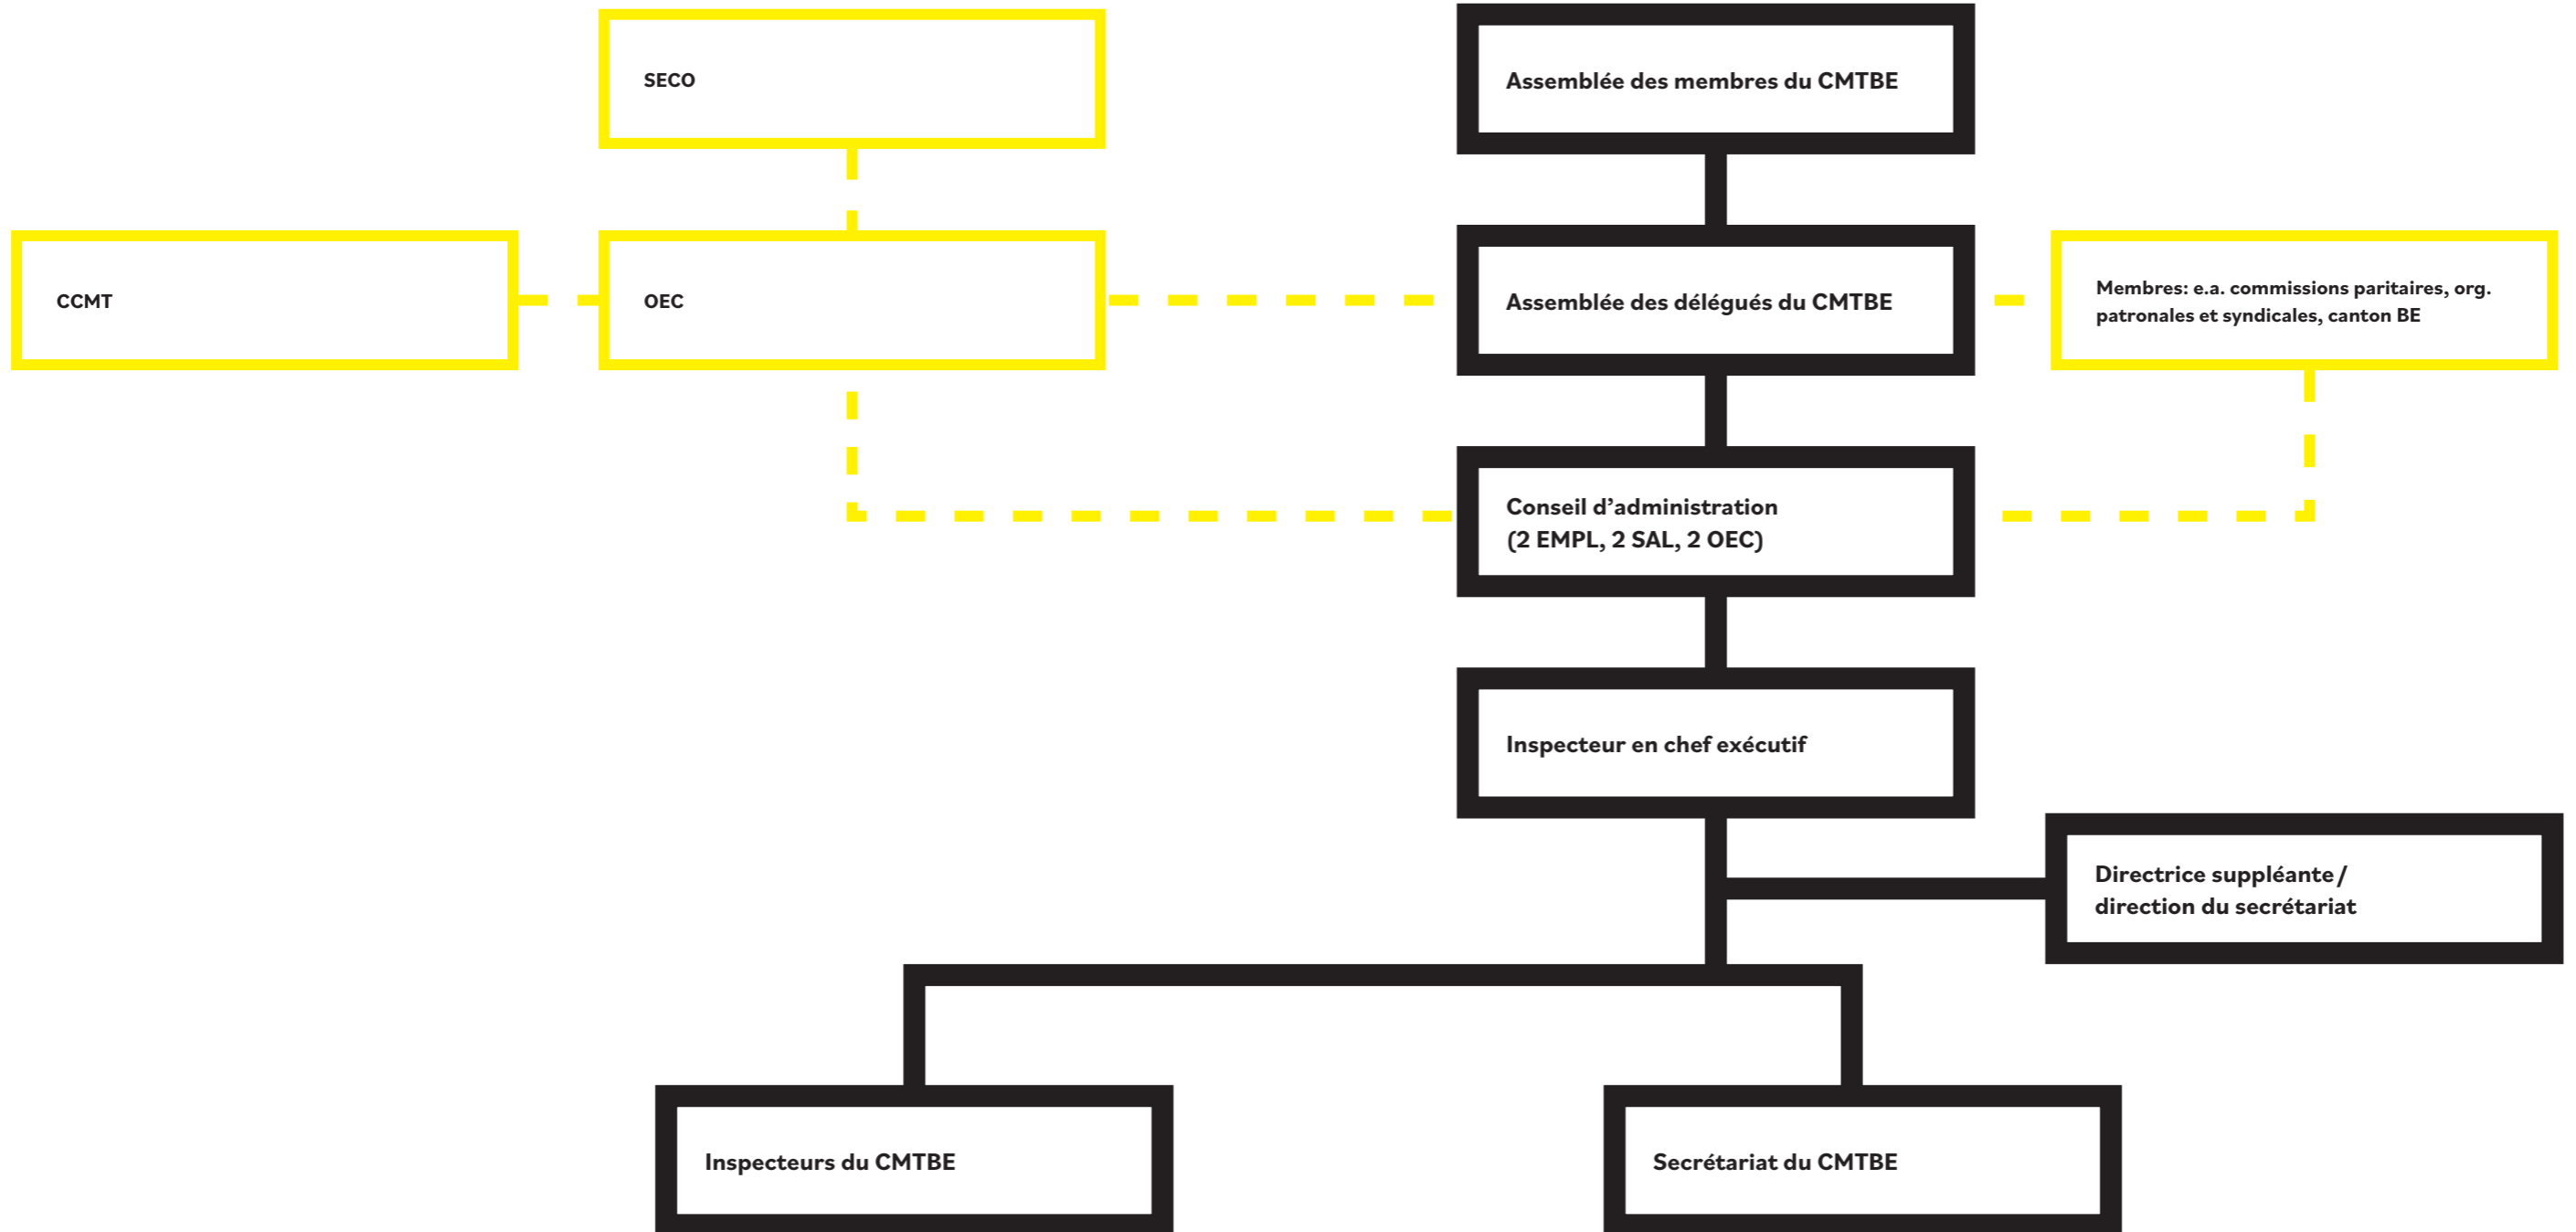 SECO
Assemblée des membres du CMTBE
CCMT
OEC
Assemblée des délégués du CMTBE
Membres: e.a. commissions paritaires, org.
patronales et syndicales, canton BE
Conseil d’administration
(2 EMPL, 2 SAL, 2 OEC)
Inspecteur en chef exécutif
Directrice suppléante/
direction du secrétariat
Inspecteurs du CMTBE
Secrétariat du CMTBE